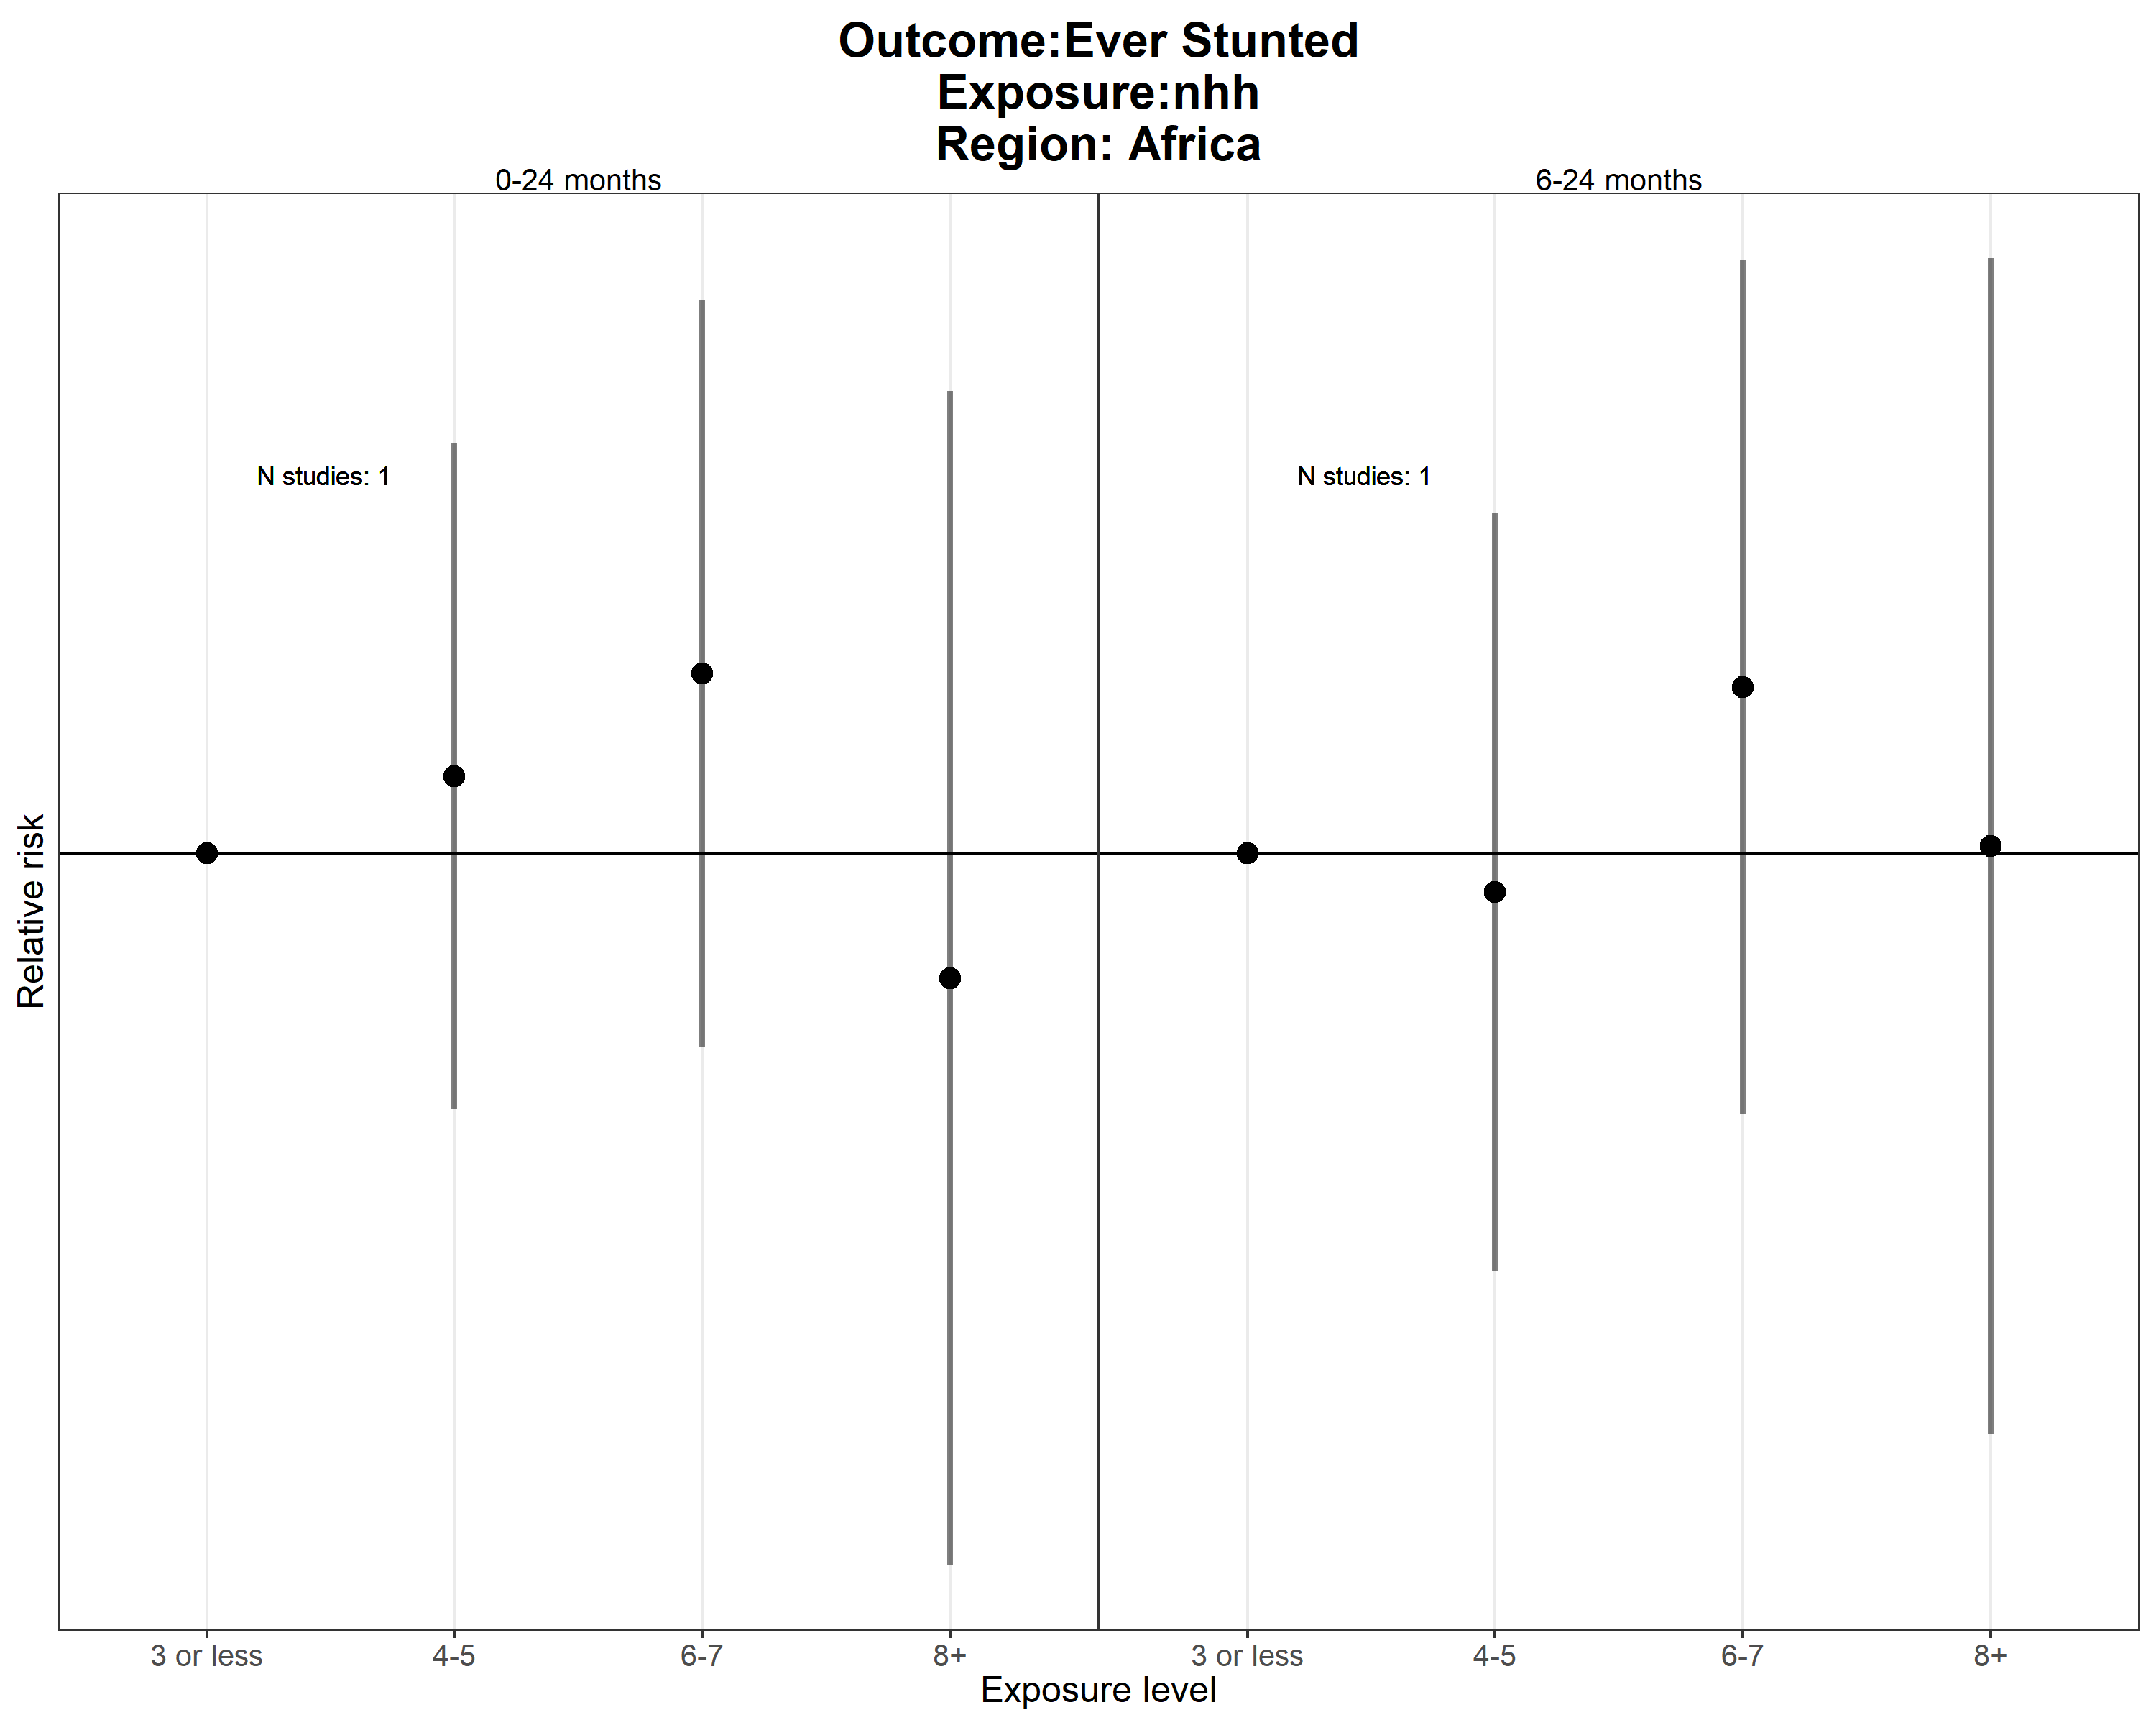 Outcome:Ever Stunted
Exposure:nhh
Region: Africa
0-24 months
6-24 months
N studies: 1
N studies: 1
Relative risk
3 or less
4-5
6-7
8+
3 or less
4-5
6-7
8+
Exposure level